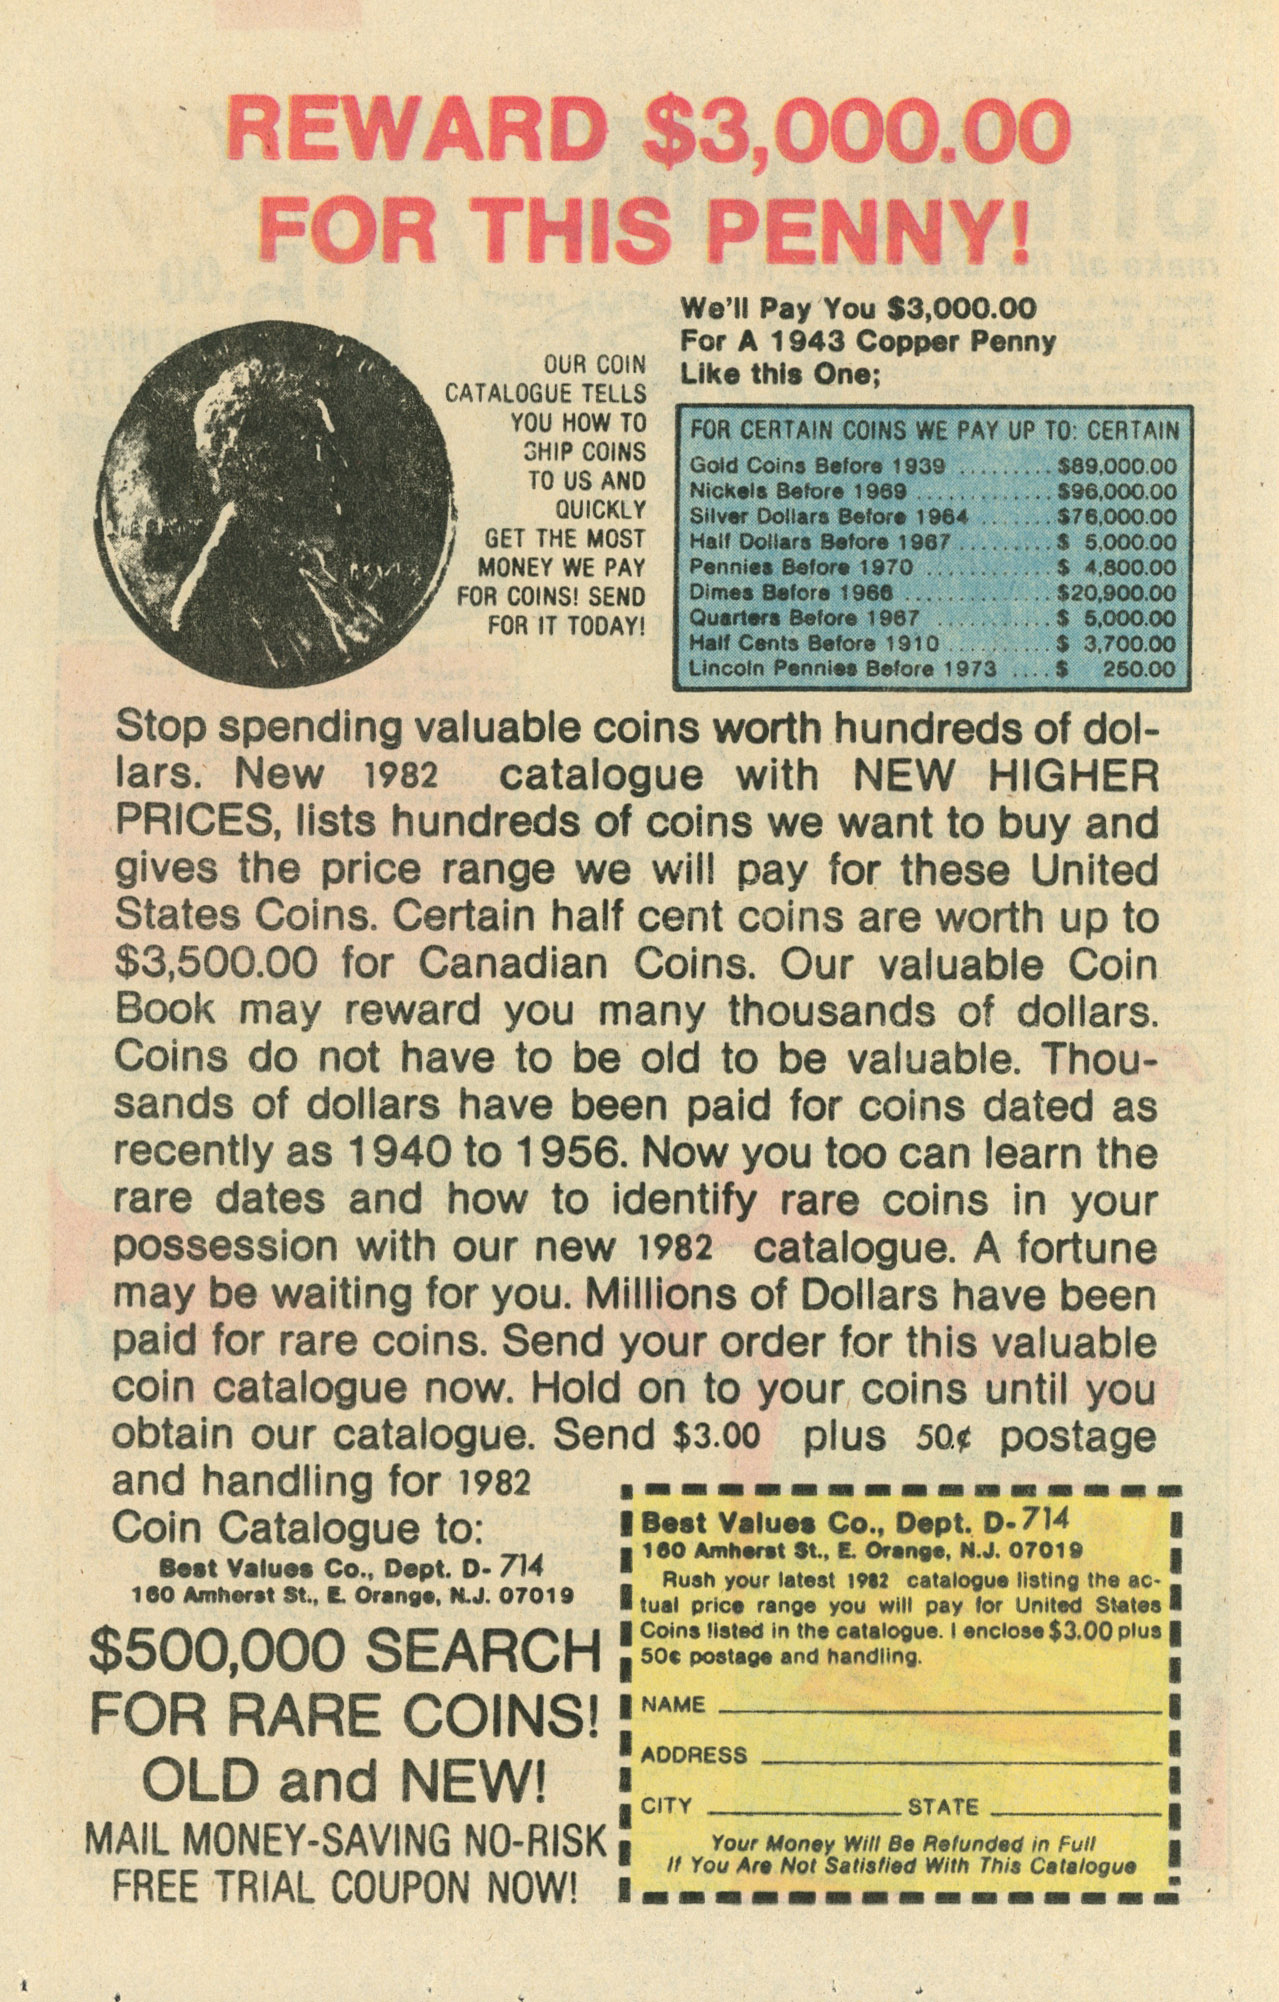 REWARD $3,000.00
FOR THIS PENNY!
OUR COIN
CATALOGUE TELLS
YOU HOW TO
SHIP COINS
TO US AND
QUICKLY
GET THE MOST
MONEY WE PAY
FOR COINS! SEND
FOR IT TODAY!
We'll Pay You $3,000.00
For A 1943 Copper Penny
Like this One;
FOR CERTAIN COINS WE PAY UP TO: CERTAIN
Gold Coins Before 1939 ......... $89,000.00
Nickels Before 1969 ............. $96,000.00
Silver Dollars Before 1964 ....... $76,000.00
Half Dollars Before 1967 ......... $ 5,000.00
Pennies Before 1970 ............ $ 4,800.00
Dimes Before 1966 .............. $20,900.00
Quarters Before 1967 ........... $ 5,000.00
Half Cents Before 1910 .......... $ 3,700.00
Lincoln Pennies Before 1973 .... $ 250.00
LIBERTY
Stop spending valuable coins worth hundreds of dol-
lars. New 1982 catalogue with NEW HIGHER
PRICES, lists hundreds of coins we want to buy and
gives the price range we will pay for these United
States Coins. Certain half cent coins are worth up to
$3,500.00 for Canadian Coins. Our valuable Coin
Book may reward you many thousands of dollars.
Coins do not have to be old to be valuable. Thou-
sands of dollars have been paid for coins dated as
recently as 1940 to 1956. Now you too can learn the
rare dates and how to identify rare coins in your
possession with our new 1982 catalogue. A fortune
may be waiting for you. Millions of Dollars have been
paid for rare coins. Send your order for this valuable
coin catalogue now. Hold on to your coins until you
obtain our catalogue. Send $3.00 plus 50¢ postage
and handling for 1982
Coin Catalogue to:
Best Values Co., Dept. D- 714
160 Amherst St., E. Orange, N.J. 07019
$500,000 SEARCH
FOR RARE COINS!
OLD and NEW!
MAIL MONEY-SAVING NO-RISK
FREE TRIAL COUPON NOW!
Best Values Co., Dept. D- 714
160 Amherst St., E. Orange, N.J. 07019
Rush your latest 1982 catalogue listing the ac-
tual price range you will pay for United States
Coins listed in the catalogue. I enclose $3.00 plus
50¢ postage and handling.
NAME
ADDRESS
CITY STATE
Your Money Will Be Refunded in Full
If You Are Not Satisfied With This Catalogue